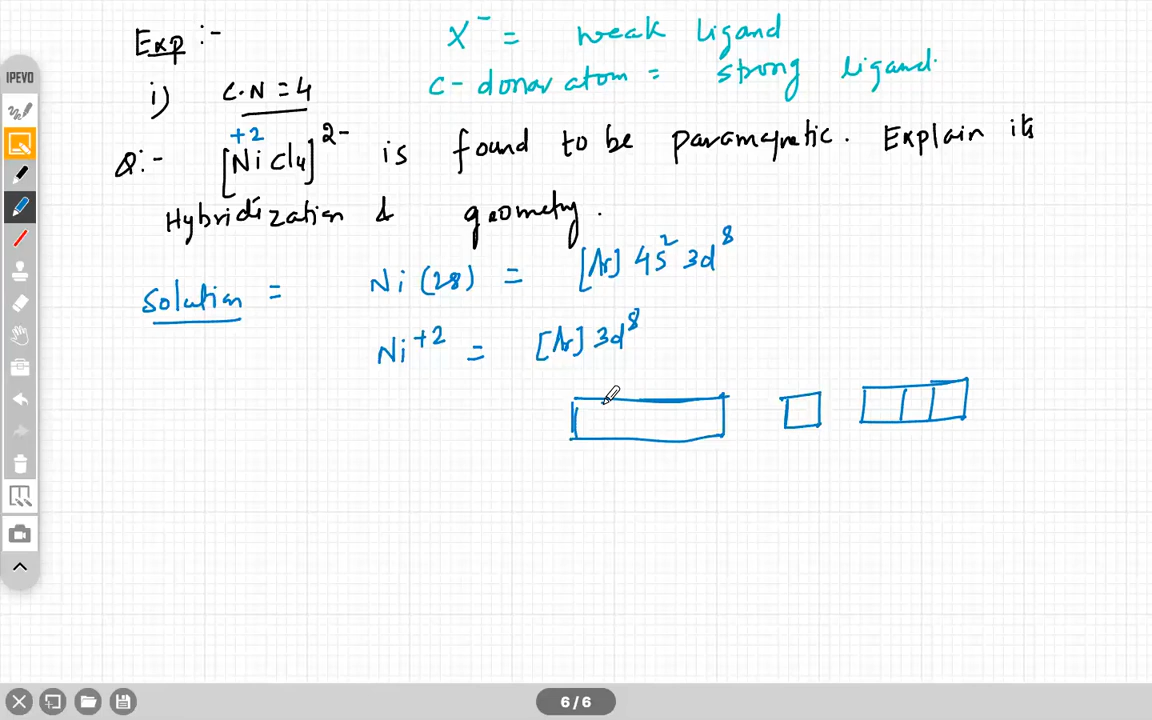 Exp :-
X⁻ = weak ligand
c-donar atom = strong ligand.
i) C.N = 4
+2
Q:- [NiCl4]²⁻ is found to be paramagnetic. Explain its
Hybridization & geometry.
Solution = Ni (28) = [Ar] 4s² 3d⁸
Ni⁺² = [Ar] 3d⁸
IPEVO
6/6